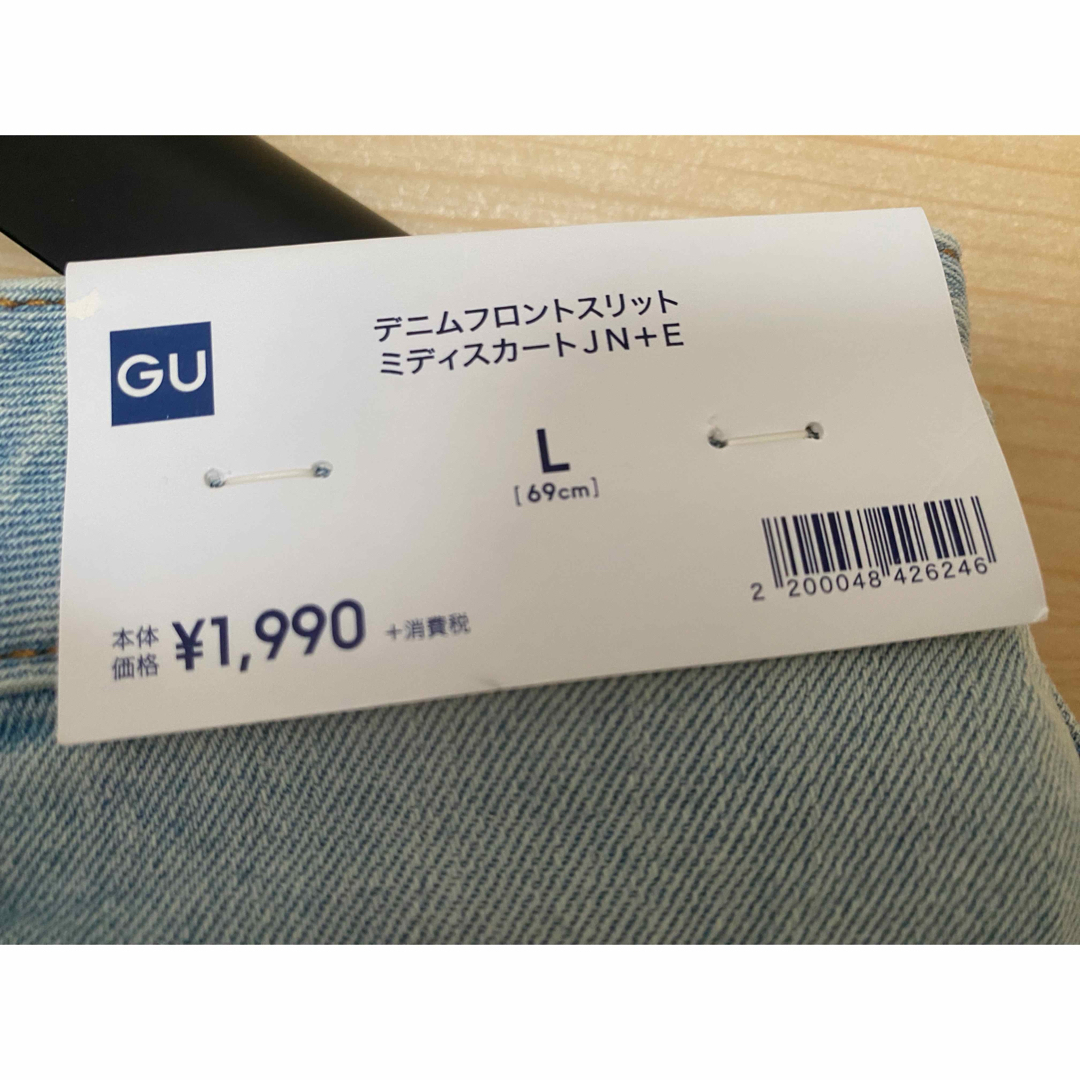 GU
デニムフロントスリット
ミディスカートJN+E
L
[69cm]
2 200048 426246
本体
価格 ¥1,990 +消費税